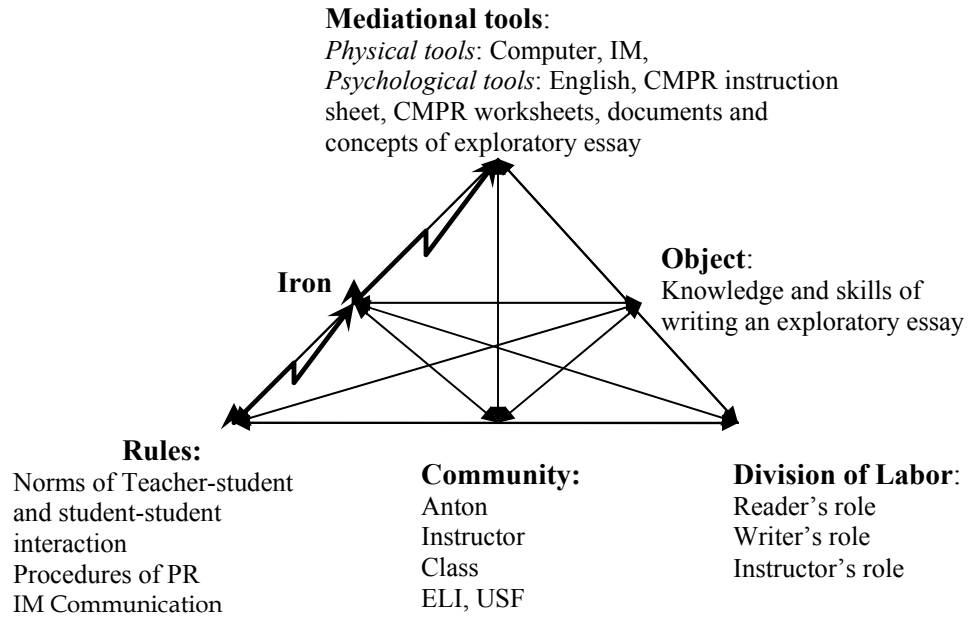 Mediational tools:
Physical tools: Computer, IM,
Psychological tools: English, CMPR instruction
sheet, CMPR worksheets, documents and
concepts of exploratory essay
Iron
Object:
Knowledge and skills of
writing an exploratory essay
Rules:
Norms of Teacher-student
and student-student
interaction
Procedures of PR
IM Communication
Community:
Anton
Instructor
Class
ELI, USF
Division of Labor:
Reader’s role
Writer’s role
Instructor’s role